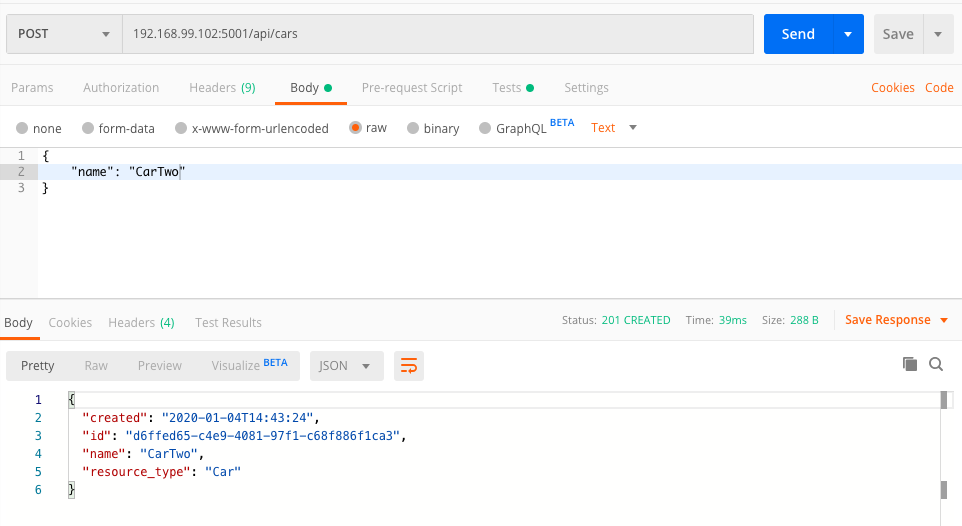 POST 192.168.99.102:5001/api/cars Send Save
Params Authorization Headers (9) Body Pre-request Script Tests Settings Cookies Code
none form-data x-www-form-urlencoded raw binary GraphQL BETA Text
1 {
2 "name": "CarTwo"
3 }
Body Cookies Headers (4) Test Results Status: 201 CREATED Time: 39ms Size: 288 B Save Response
Pretty Raw Preview Visualize BETA JSON
1 {
2 "created": "2020-01-04T14:43:24",
3 "id": "d6ffed65-c4e9-4081-97f1-c68f886f1ca3",
4 "name": "CarTwo",
5 "resource_type": "Car"
6 }